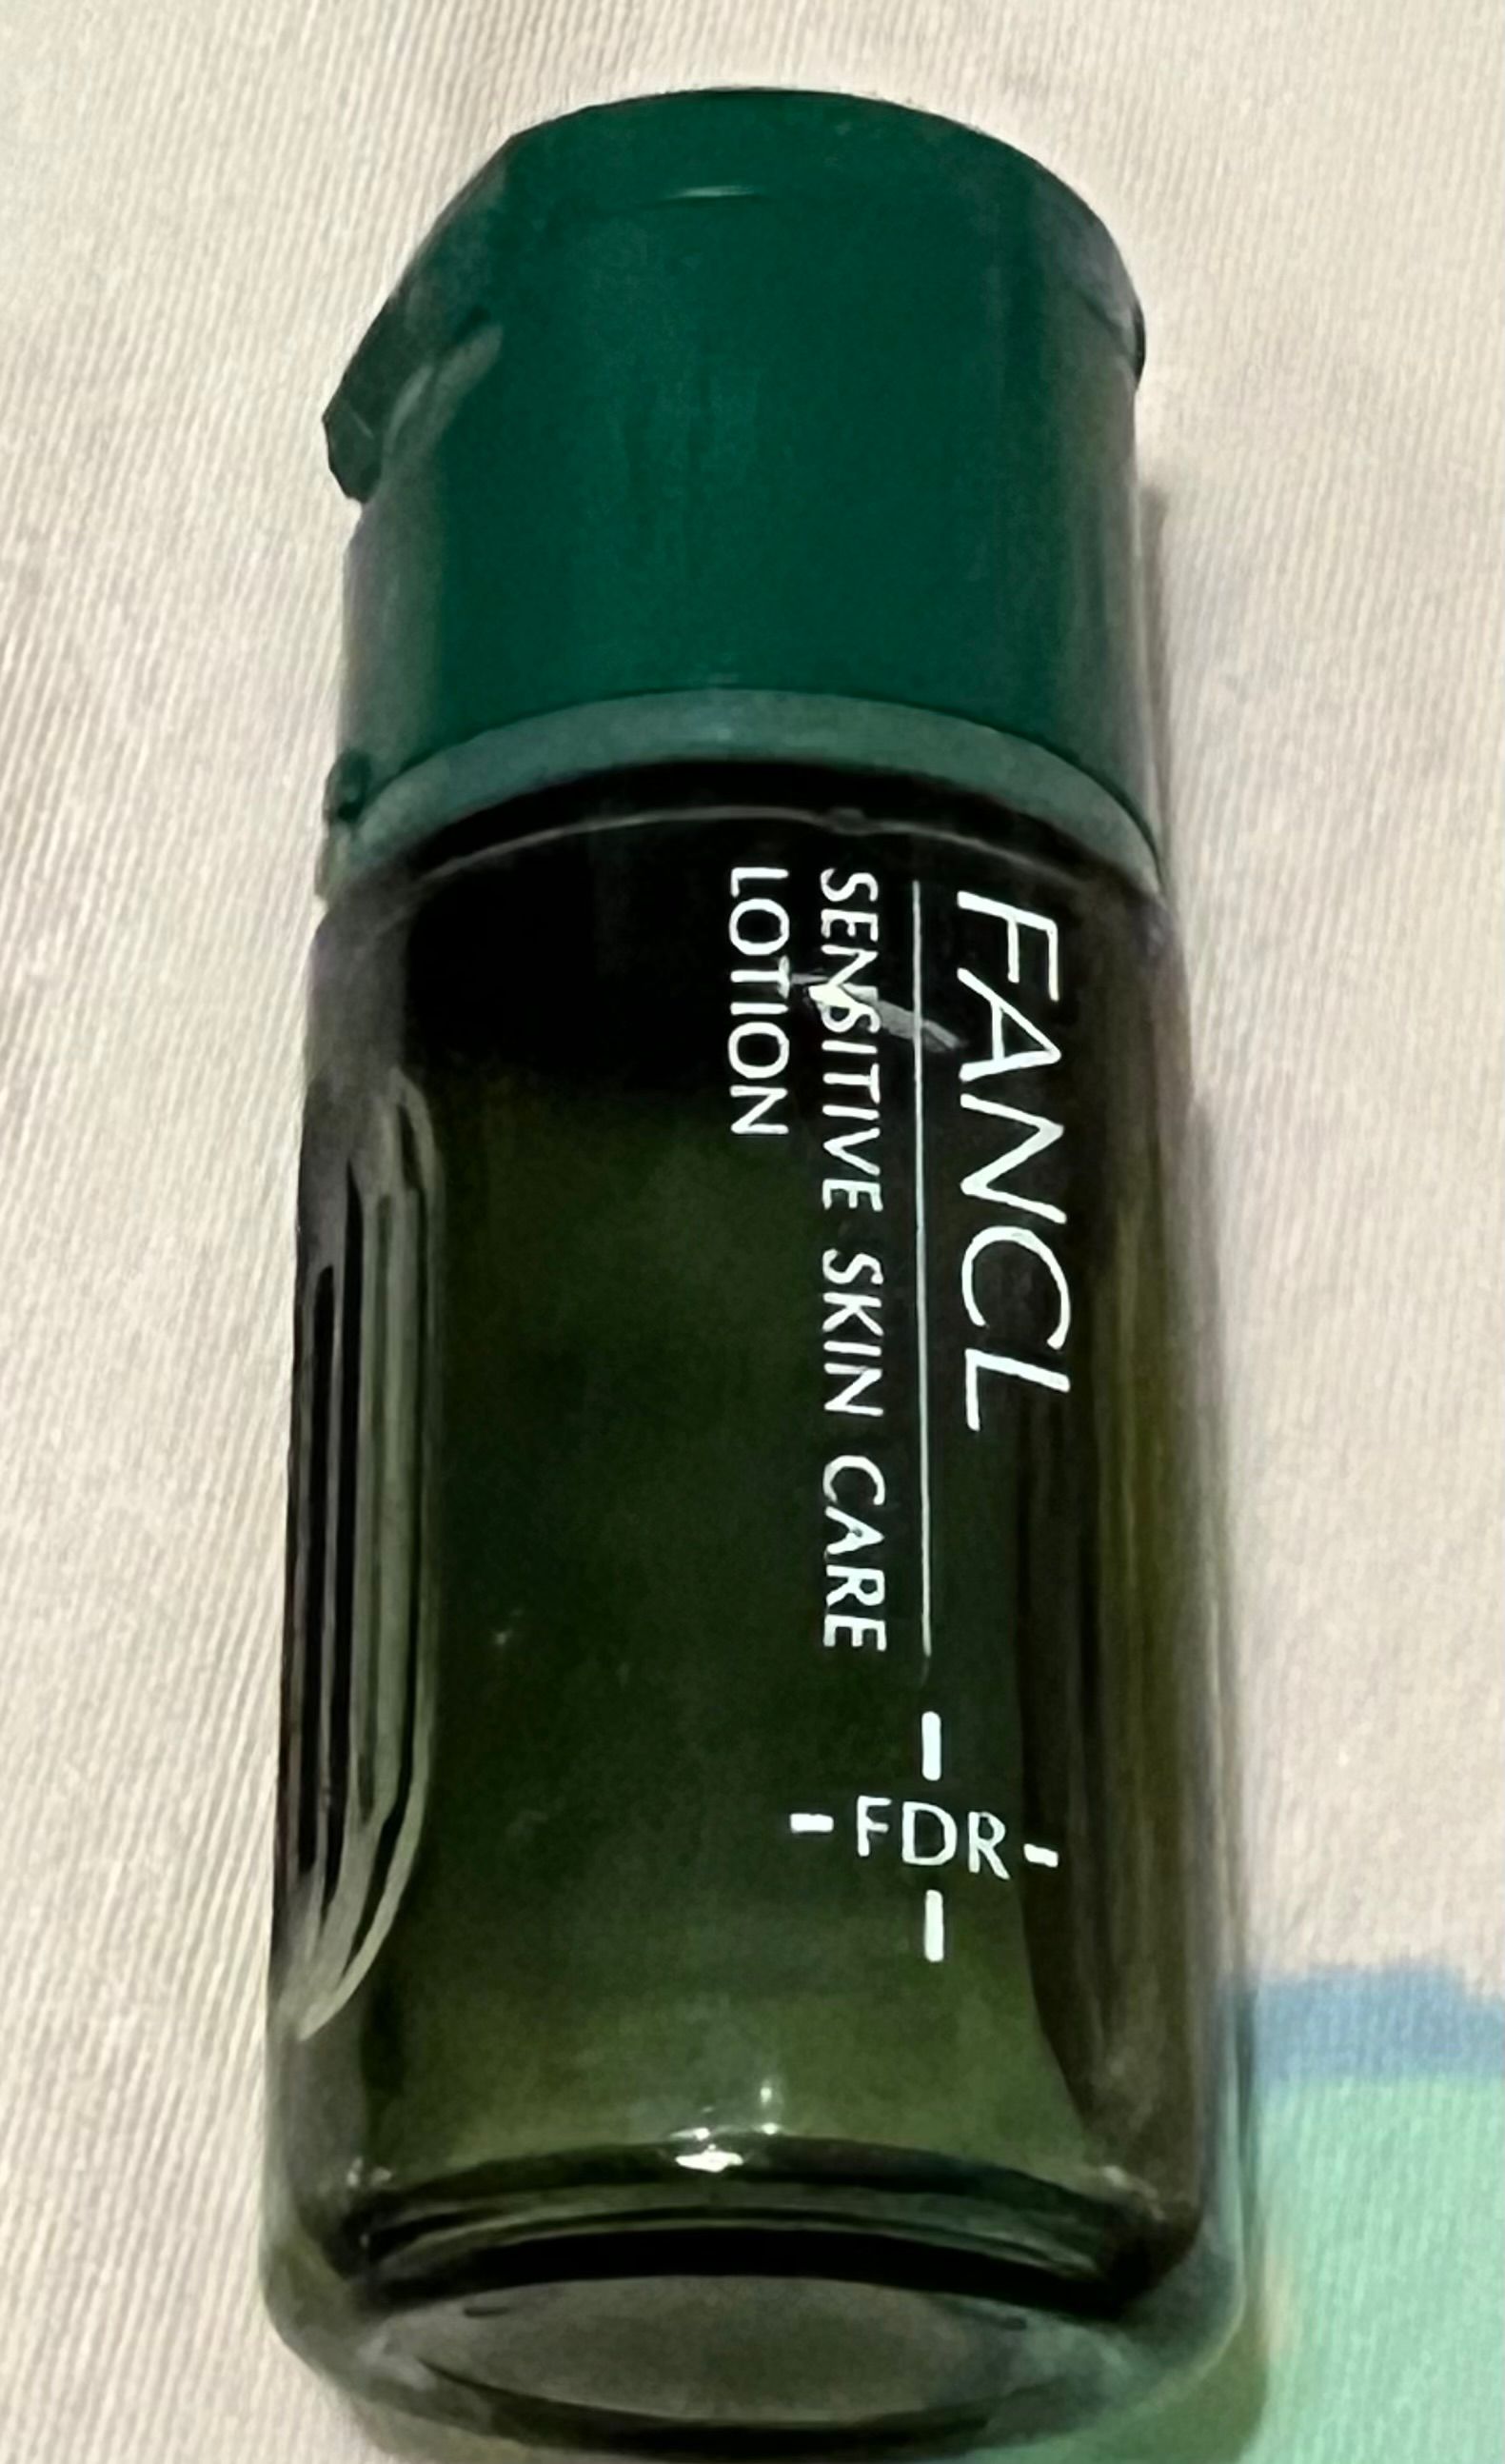 FANCL
SENSITIVE SKIN CARE
LOTION
FDR